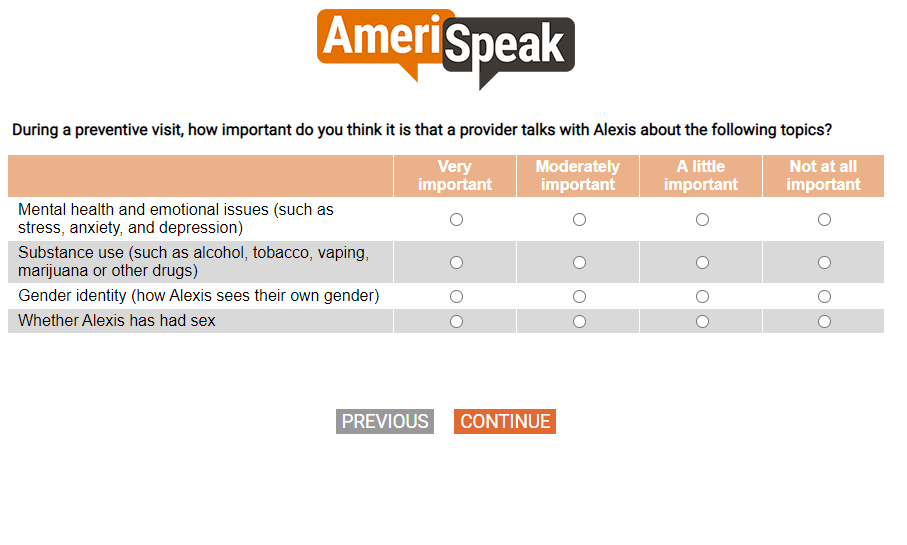 AmeriSpeak
During a preventive visit, how important do you think it is that a provider talks with Alexis about the following topics?
Very important
Moderately important
A little important
Not at all important
Mental health and emotional issues (such as
stress, anxiety, and depression)
Substance use (such as alcohol, tobacco, vaping,
marijuana or other drugs)
Gender identity (how Alexis sees their own gender)
Whether Alexis has had sex
PREVIOUS CONTINUE